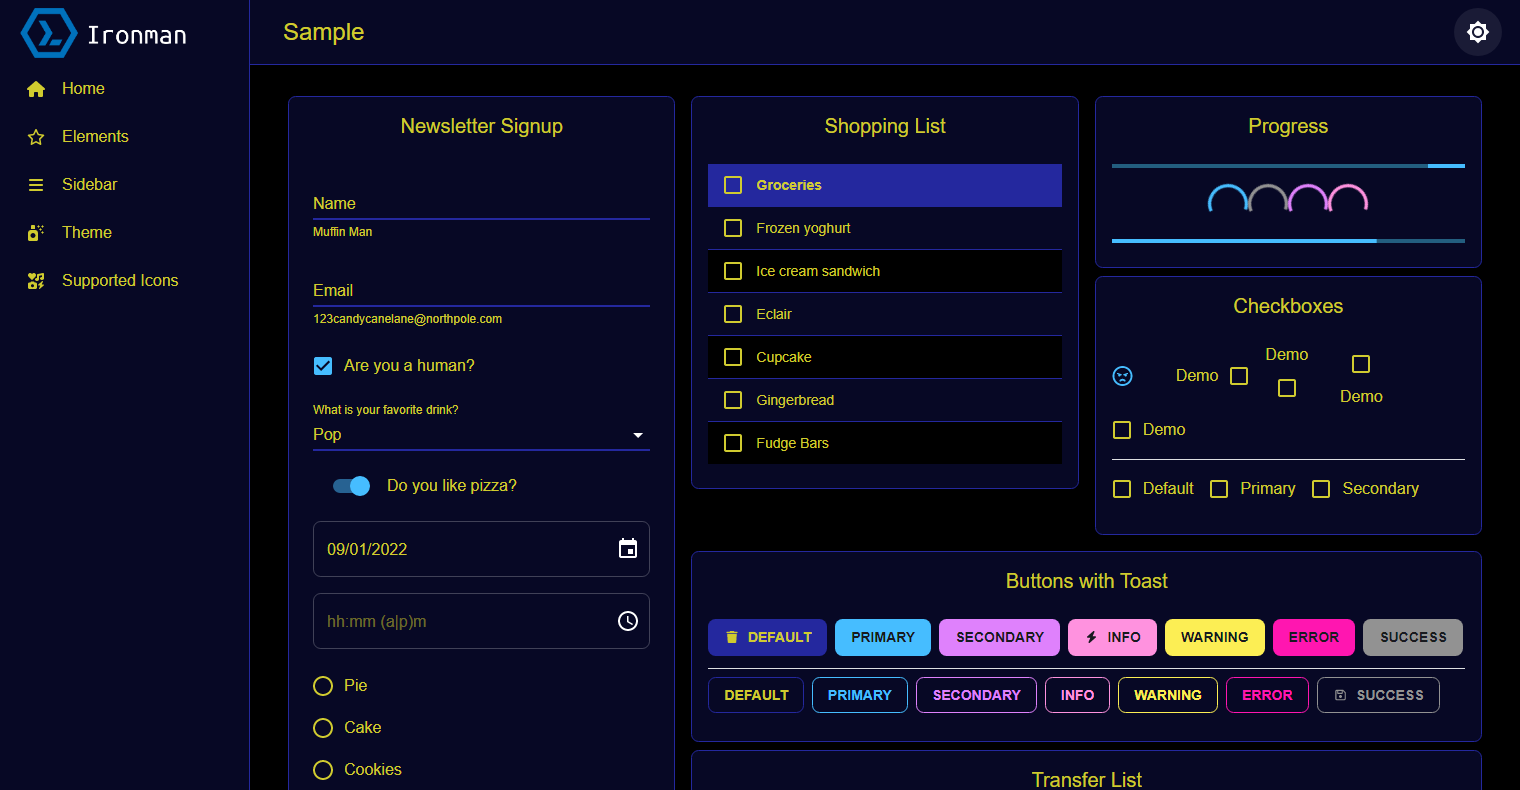 Ironman
Home
Elements
Sidebar
Theme
Supported Icons
Sample
Newsletter Signup
Name
Muffin Man
Email
123candycanelane@northpole.com
Are you a human?
What is your favorite drink?
Pop
Do you like pizza?
09/01/2022
hh:mm (a|p)m
Pie
Cake
Cookies
Shopping List
Groceries
Frozen yoghurt
Ice cream sandwich
Eclair
Cupcake
Gingerbread
Fudge Bars
Progress
Checkboxes
Demo
Demo
Demo
Demo
Default Primary Secondary
Buttons with Toast
DEFAULT PRIMARY SECONDARY INFO WARNING ERROR SUCCESS
DEFAULT PRIMARY SECONDARY INFO WARNING ERROR SUCCESS
Transfer List